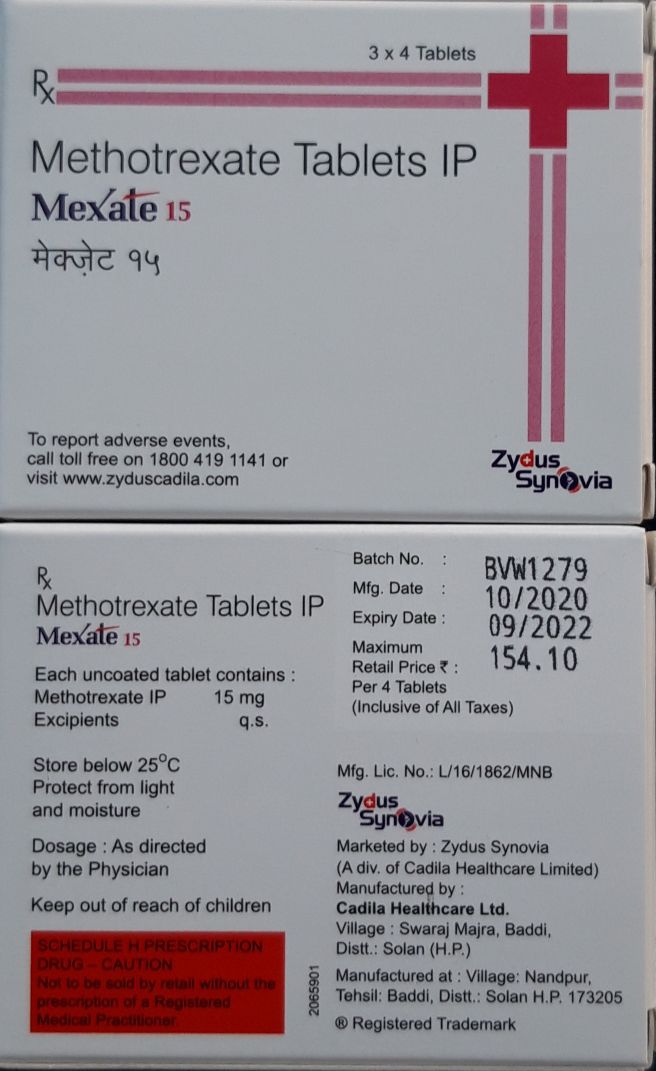 3 x 4 Tablets
Rx
Methotrexate Tablets IP
Mexate 15
मेक्ज़ेट १५
To report adverse events,
call toll free on 1800 419 1141 or
visit www.zyduscadila.com
Zydus
Synovia
Rx
Methotrexate Tablets IP
Mexate 15
Each uncoated tablet contains :
Methotrexate IP 15 mg
Excipients q.s.
Store below 25°C
Protect from light
and moisture
Dosage : As directed
by the Physician
Keep out of reach of children
SCHEDULE H PRESCRIPTION
DRUG – CAUTION
Not to be sold by retail without the
prescription of a Registered
Medical Practitioner.
2065901
Batch No. : BVW1279
Mfg. Date : 10/2020
Expiry Date : 09/2022
Maximum
Retail Price ₹ : 154.10
Per 4 Tablets
(Inclusive of All Taxes)
Mfg. Lic. No.: L/16/1862/MNB
Zydus
Synovia
Marketed by : Zydus Synovia
(A div. of Cadila Healthcare Limited)
Manufactured by :
Cadila Healthcare Ltd.
Village : Swaraj Majra, Baddi,
Distt.: Solan (H.P.)
Manufactured at : Village: Nandpur,
Tehsil: Baddi, Distt.: Solan H.P. 173205
® Registered Trademark